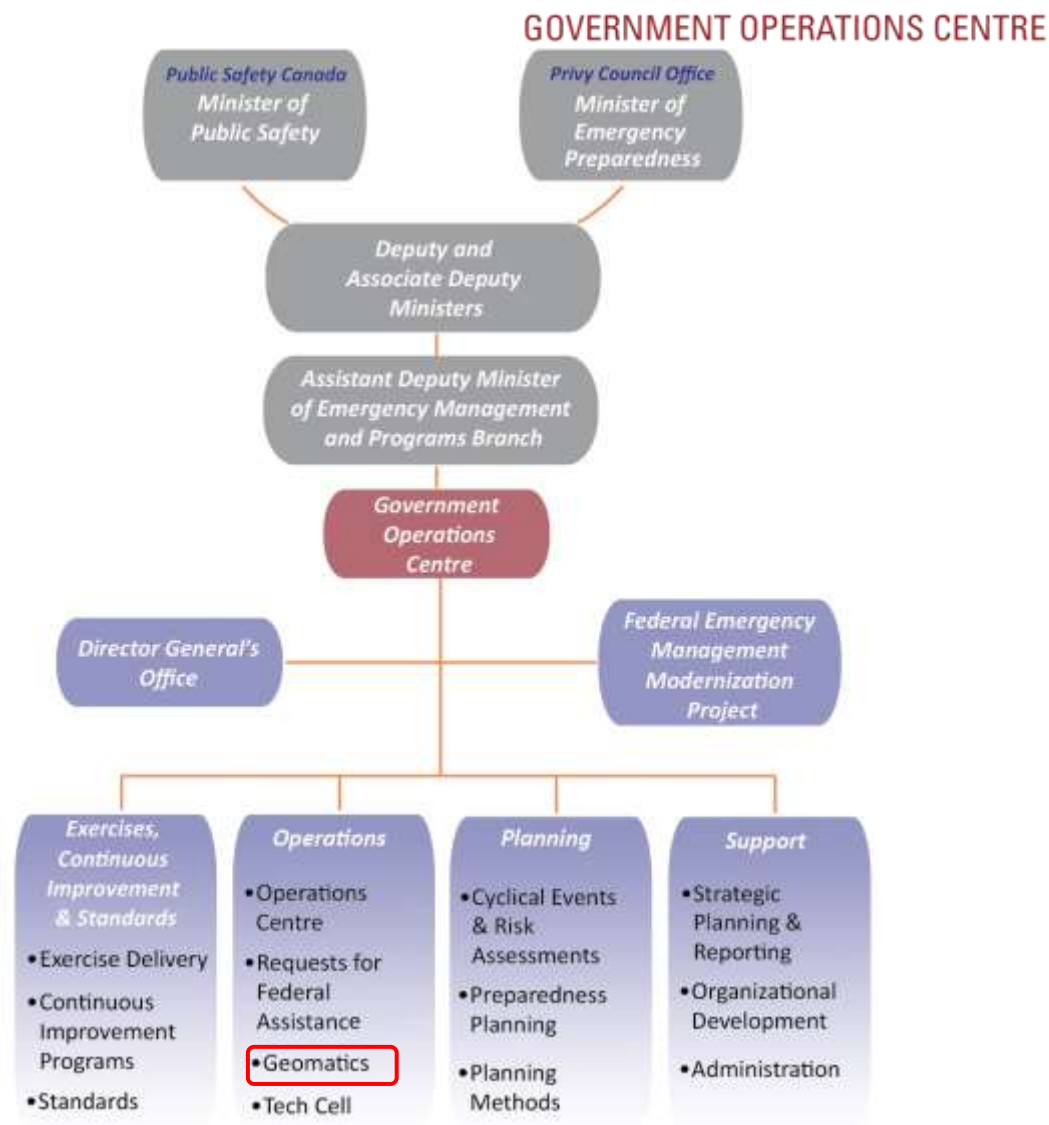 GOVERNMENT OPERATIONS CENTRE
Public Safety Canada
Minister of
Public Safety
Privy Council Office
Minister of
Emergency
Preparedness
Deputy and
Associate Deputy
Ministers
Assistant Deputy Minister
of Emergency Management
and Programs Branch
Government
Operations
Centre
Director General's
Office
Federal Emergency
Management
Modernization
Project
Exercises,
Continuous
Improvement
& Standards
•Exercise Delivery
•Continuous
Improvement
Programs
•Standards
Operations
•Operations
Centre
•Requests for
Federal
Assistance
•Geomatics
•Tech Cell
Planning
•Cyclical Events
& Risk
Assessments
•Preparedness
Planning
•Planning
Methods
Support
•Strategic
Planning &
Reporting
•Organizational
Development
•Administration